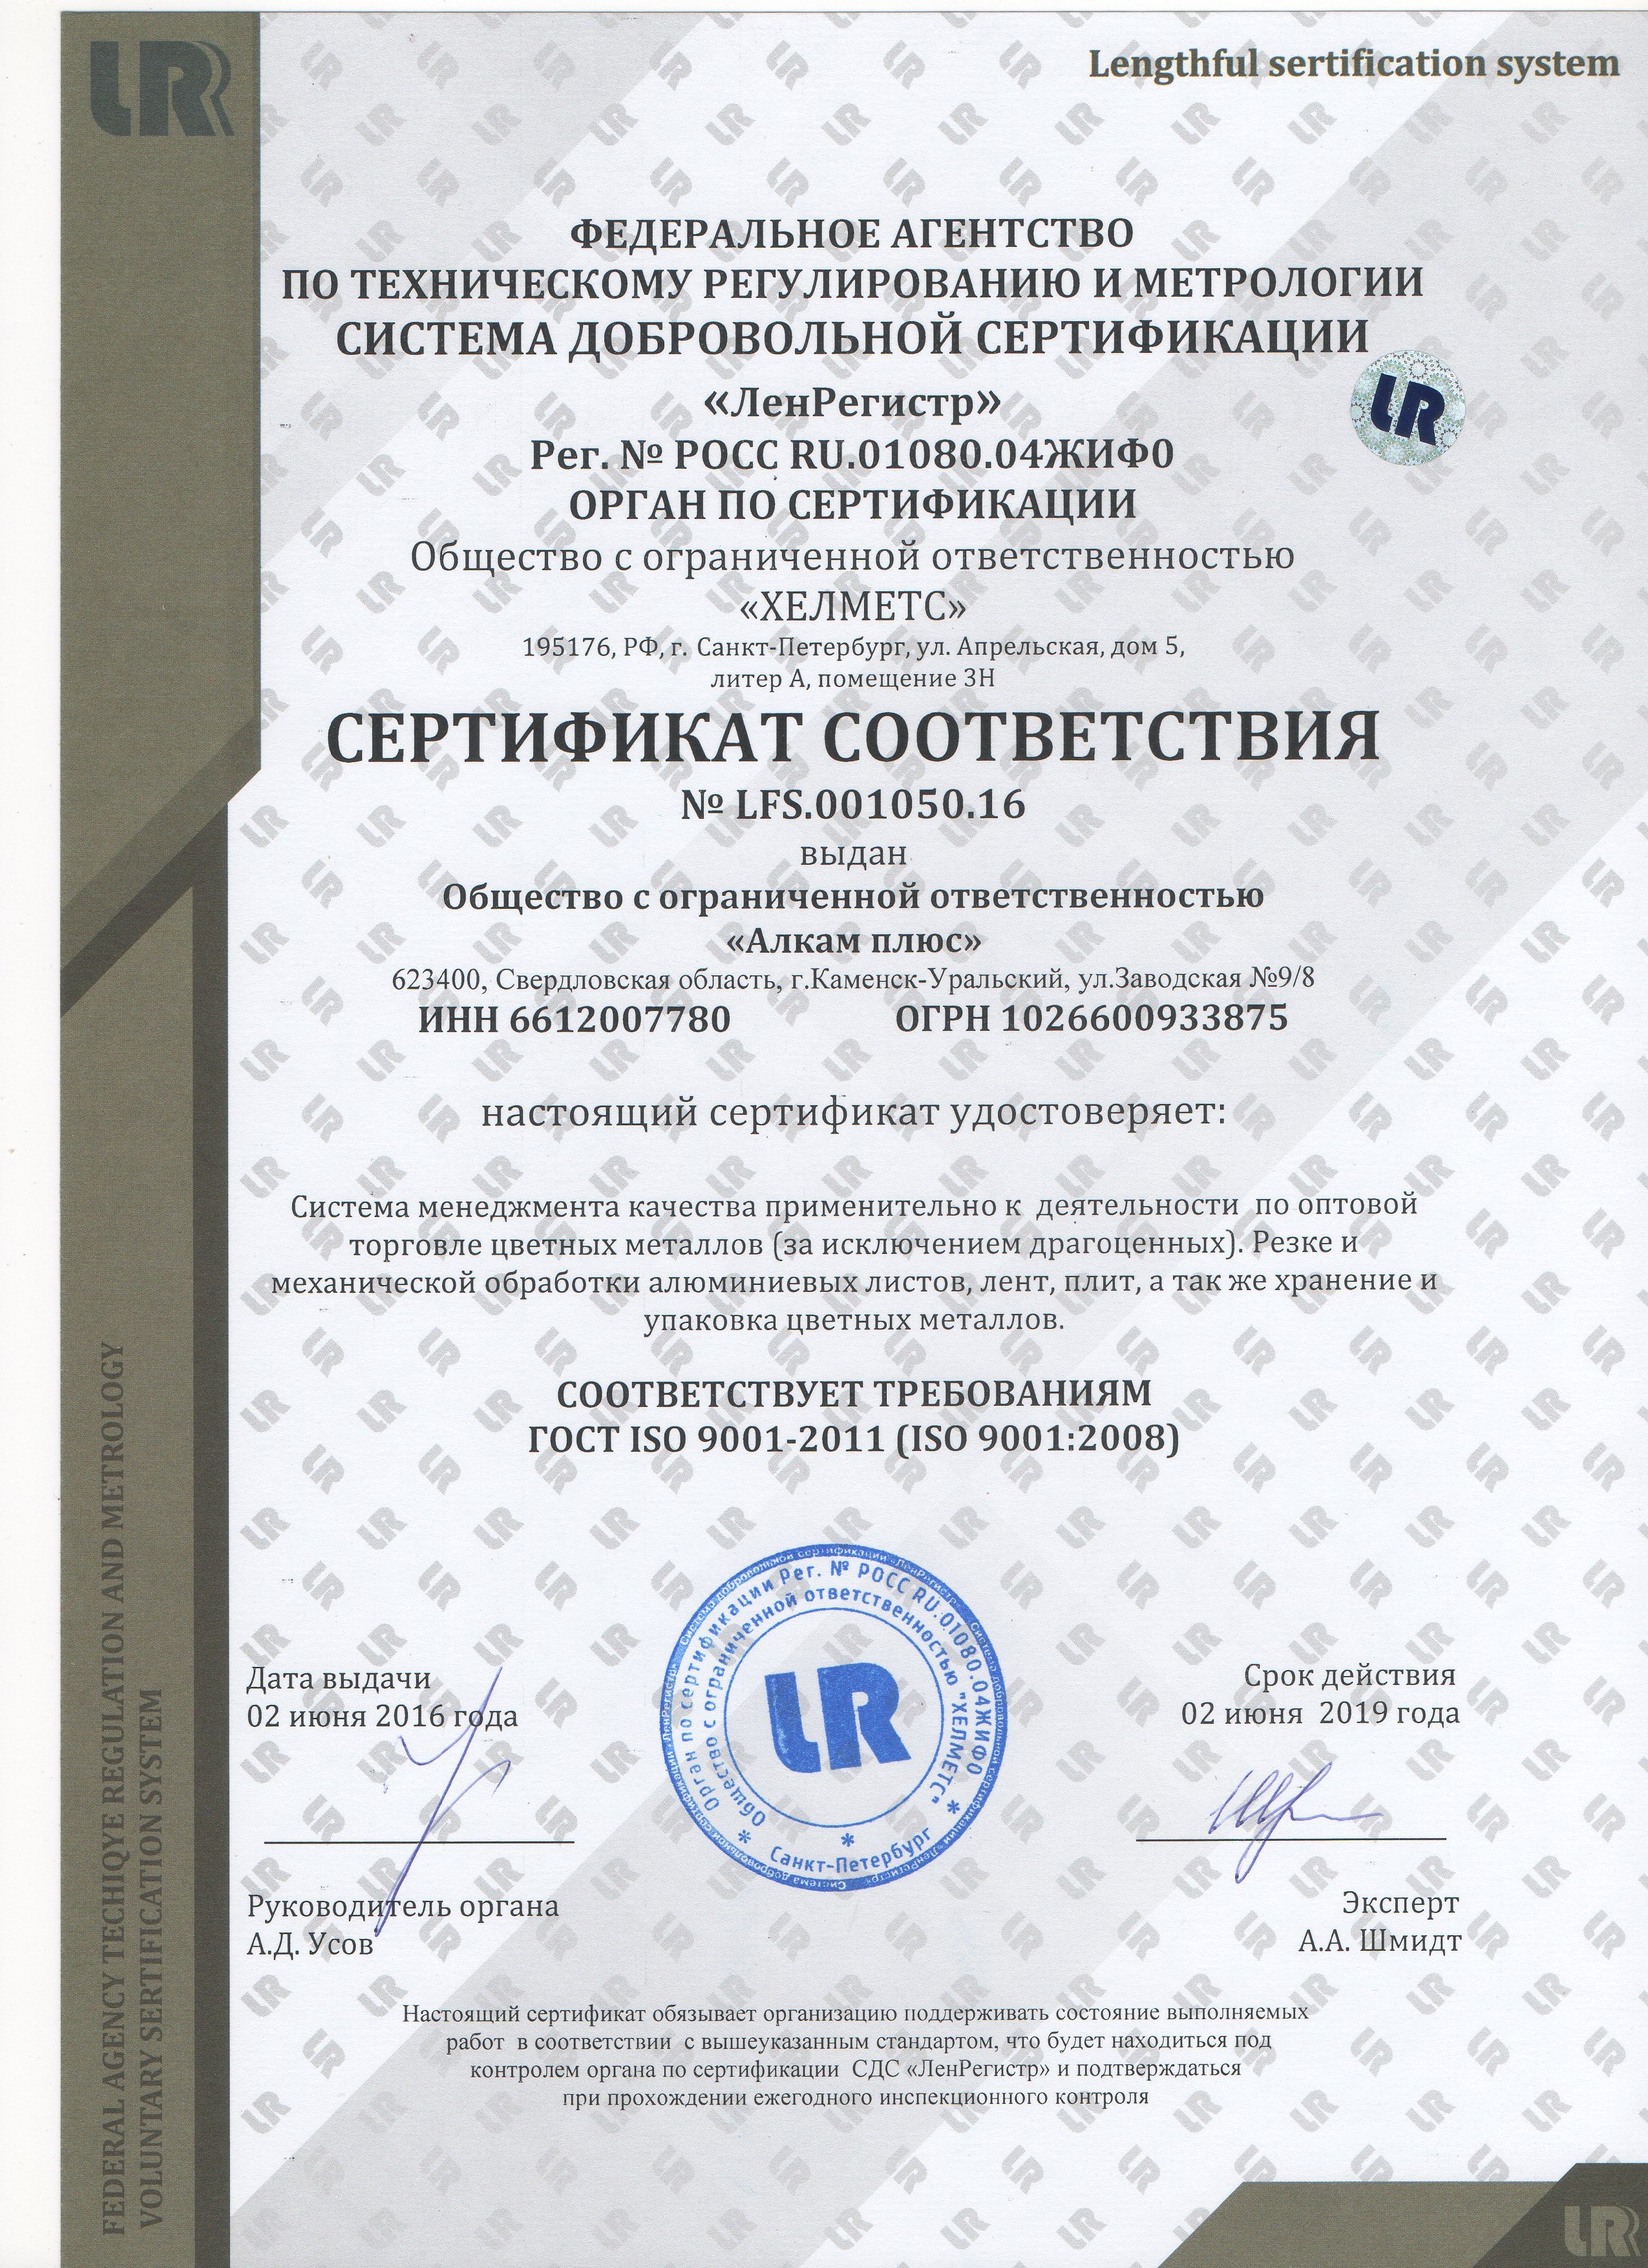 LR
Lengthful sertification system
ФЕДЕРАЛЬНОЕ АГЕНТСТВО
ПО ТЕХНИЧЕСКОМУ РЕГУЛИРОВАНИЮ И МЕТРОЛОГИИ
СИСТЕМА ДОБРОВОЛЬНОЙ СЕРТИФИКАЦИИ
«ЛенРегистр»
LR
Рег. № РОСС RU.01080.04ЖИФ0
ОРГАН ПО СЕРТИФИКАЦИИ
Общество с ограниченной ответственностью
«ХЕЛМЕТС»
195176, РФ, г. Санкт-Петербург, ул. Апрельская, дом 5,
литер А, помещение 3Н
СЕРТИФИКАТ СООТВЕТСТВИЯ
№ LFS.001050.16
выдан
Общество с ограниченной ответственностью
«Алкам плюс»
623400, Свердловская область, г.Каменск-Уральский, ул.Заводская №9/8
ИНН 6612007780 ОГРН 1026600933875
настоящий сертификат удостоверяет:
Система менеджмента качества применительно к деятельности по оптовой
торговле цветных металлов (за исключением драгоценных). Резке и
механической обработки алюминиевых листов, лент, плит, а так же хранение и
упаковка цветных металлов.
СООТВЕТСТВУЕТ ТРЕБОВАНИЯМ
ГОСТ ISO 9001-2011 (ISO 9001:2008)
Дата выдачи
02 июня 2016 года
Срок действия
02 июня 2019 года
Система добровольной сертификации «ЛенРегистр»
Орган по сертификации Рег. № РОСС RU.01080.04ЖИФ0
Общество с ограниченной ответственностью "ХЕЛМЕТС"
LR
* Санкт-Петербург *
Руководитель органа
А.Д. Усов
Эксперт
А.А. Шмидт
Настоящий сертификат обязывает организацию поддерживать состояние выполняемых
работ в соответствии с вышеуказанным стандартом, что будет находиться под
контролем органа по сертификации СДС «ЛенРегистр» и подтверждаться
при прохождении ежегодного инспекционного контроля
FEDERAL AGENCY TECHIQYE REGULATION AND METROLOGY
VOLUNTARY SERTIFICATION SYSTEM
LR